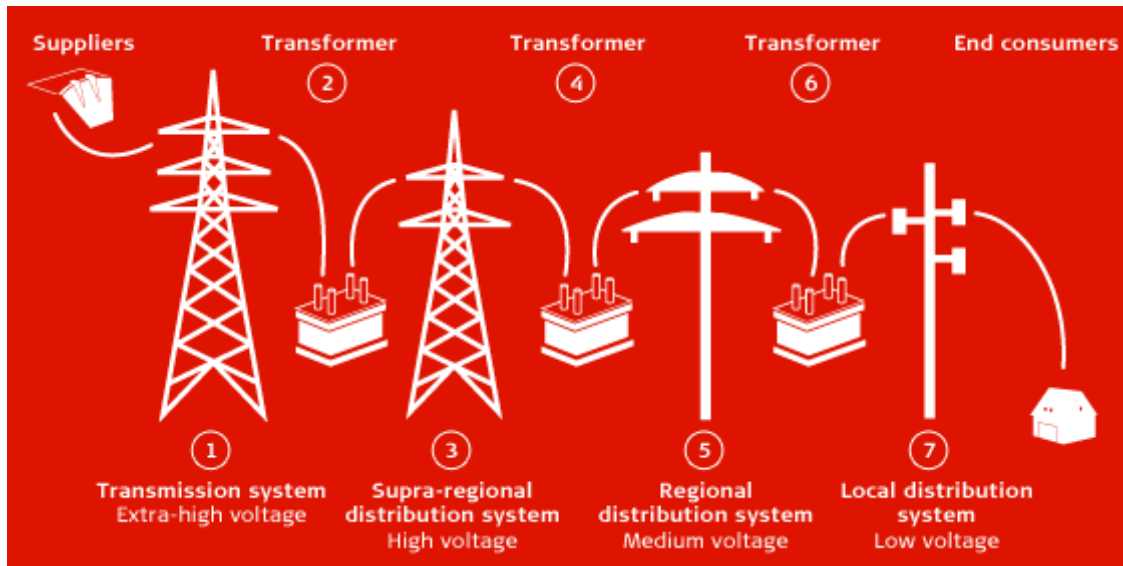 Suppliers
Transformer
2
Transformer
4
Transformer
6
End consumers
1
Transmission system
Extra-high voltage
3
Supra-regional
distribution system
High voltage
5
Regional
distribution system
Medium voltage
7
Local distribution
system
Low voltage